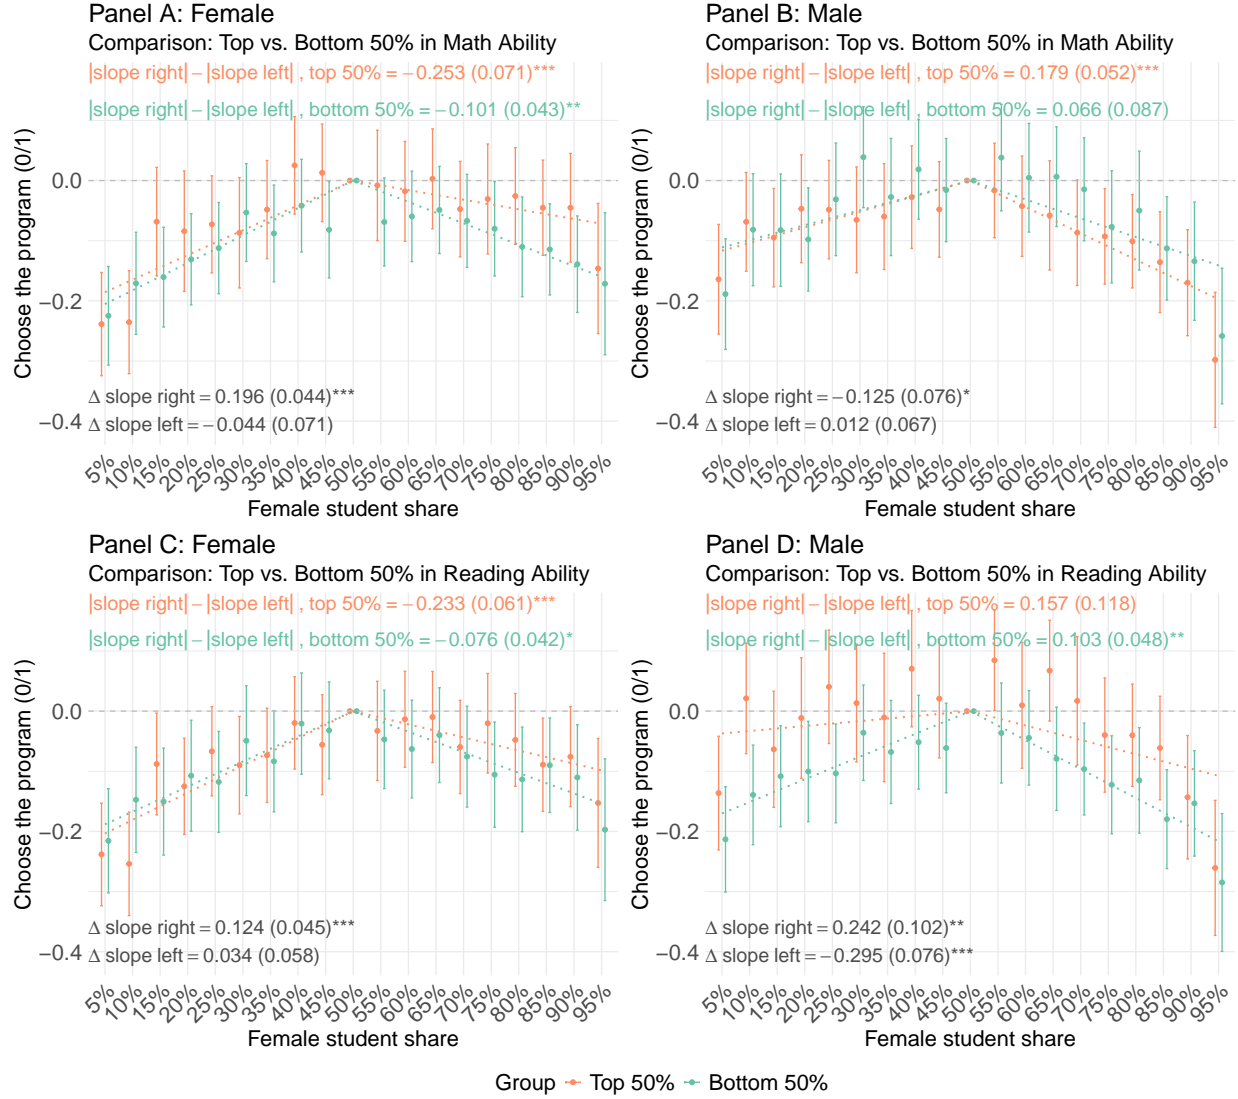 Panel A: Female
Comparison: Top vs. Bottom 50% in Math Ability
|slope right| − |slope left| , top 50% = −0.253 (0.071)***
|slope right| − |slope left| , bottom 50% = −0.101 (0.043)**
Choose the program (0/1)
0.0
−0.2
−0.4
Δ slope right = 0.196 (0.044)***
Δ slope left = −0.044 (0.071)
5% 10% 15% 20% 25% 30% 35% 40% 45% 50% 55% 60% 65% 70% 75% 80% 85% 90% 95%
Female student share
Panel B: Male
Comparison: Top vs. Bottom 50% in Math Ability
|slope right| − |slope left| , top 50% = 0.179 (0.052)***
|slope right| − |slope left| , bottom 50% = 0.066 (0.087)
Choose the program (0/1)
Δ slope right = −0.125 (0.076)*
Δ slope left = 0.012 (0.067)
5% 10% 15% 20% 25% 30% 35% 40% 45% 50% 55% 60% 65% 70% 75% 80% 85% 90% 95%
Female student share
Panel C: Female
Comparison: Top vs. Bottom 50% in Reading Ability
|slope right| − |slope left| , top 50% = −0.233 (0.061)***
|slope right| − |slope left| , bottom 50% = −0.076 (0.042)*
Choose the program (0/1)
0.0
−0.2
−0.4
Δ slope right = 0.124 (0.045)***
Δ slope left = 0.034 (0.058)
5% 10% 15% 20% 25% 30% 35% 40% 45% 50% 55% 60% 65% 70% 75% 80% 85% 90% 95%
Female student share
Panel D: Male
Comparison: Top vs. Bottom 50% in Reading Ability
|slope right| − |slope left| , top 50% = 0.157 (0.118)
|slope right| − |slope left| , bottom 50% = 0.103 (0.048)**
Choose the program (0/1)
Δ slope right = 0.242 (0.102)**
Δ slope left = −0.295 (0.076)***
5% 10% 15% 20% 25% 30% 35% 40% 45% 50% 55% 60% 65% 70% 75% 80% 85% 90% 95%
Female student share
Group Top 50% Bottom 50%